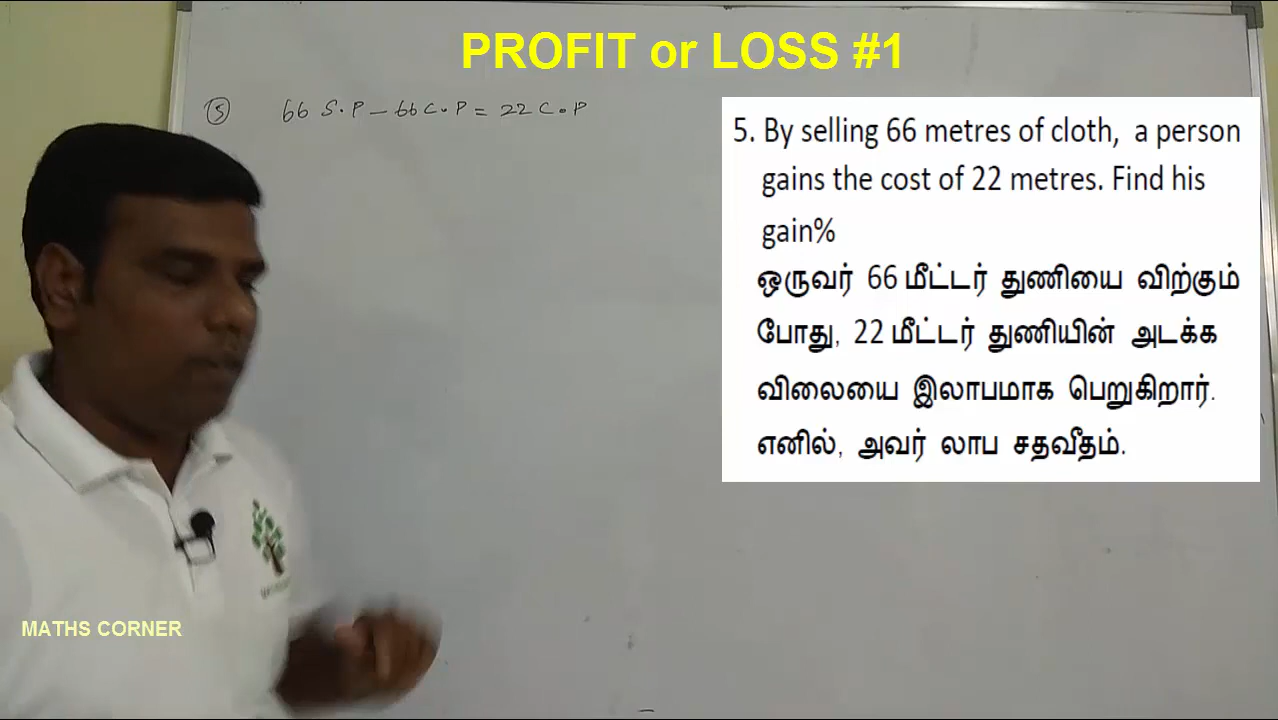 PROFIT or LOSS #1
⑤ 66 S.P – 66 C.P = 22 C.P
5. By selling 66 metres of cloth, a person
gains the cost of 22 metres. Find his
gain%
ஒருவர் 66 மீட்டர் துணியை விற்கும்
போது, 22 மீட்டர் துணியின் அடக்க
விலையை இலாபமாக பெறுகிறார்.
எனில், அவர் லாப சதவீதம்.
MATHS CORNER